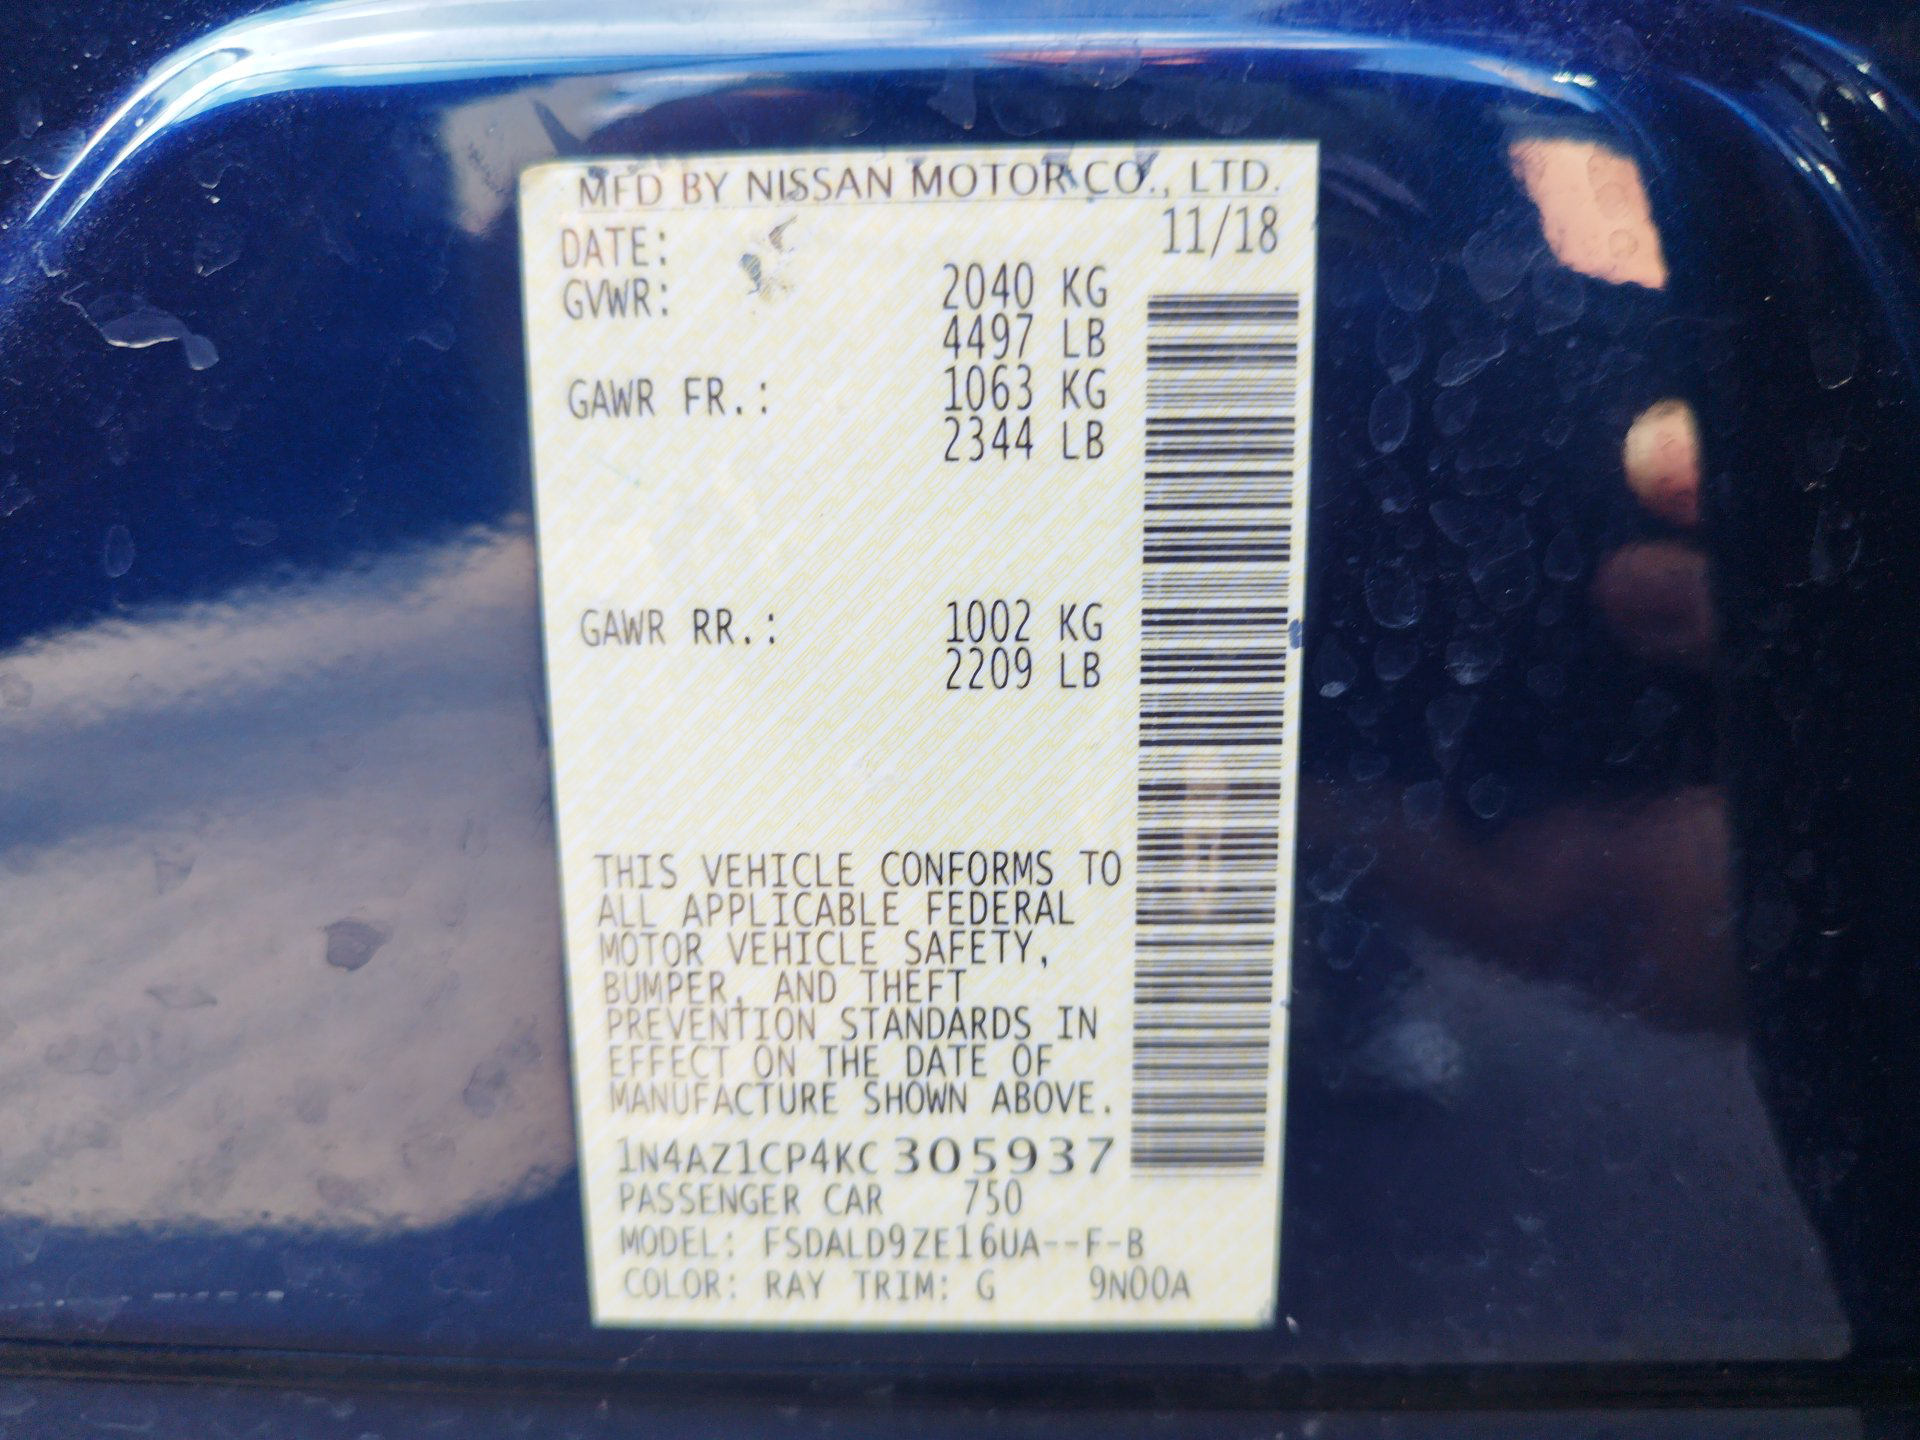 MFD BY NISSAN MOTOR CO., LTD.
DATE: 11/18
GVWR: 2040 KG
4497 LB
GAWR FR.: 1063 KG
2344 LB
GAWR RR.: 1002 KG
2209 LB
THIS VEHICLE CONFORMS TO
ALL APPLICABLE FEDERAL
MOTOR VEHICLE SAFETY,
BUMPER, AND THEFT
PREVENTION STANDARDS IN
EFFECT ON THE DATE OF
MANUFACTURE SHOWN ABOVE.
1N4AZ1CP4KC305937
PASSENGER CAR 750
MODEL: FSDALD9ZE16UA--F-B
COLOR: RAY TRIM: G 9N00A